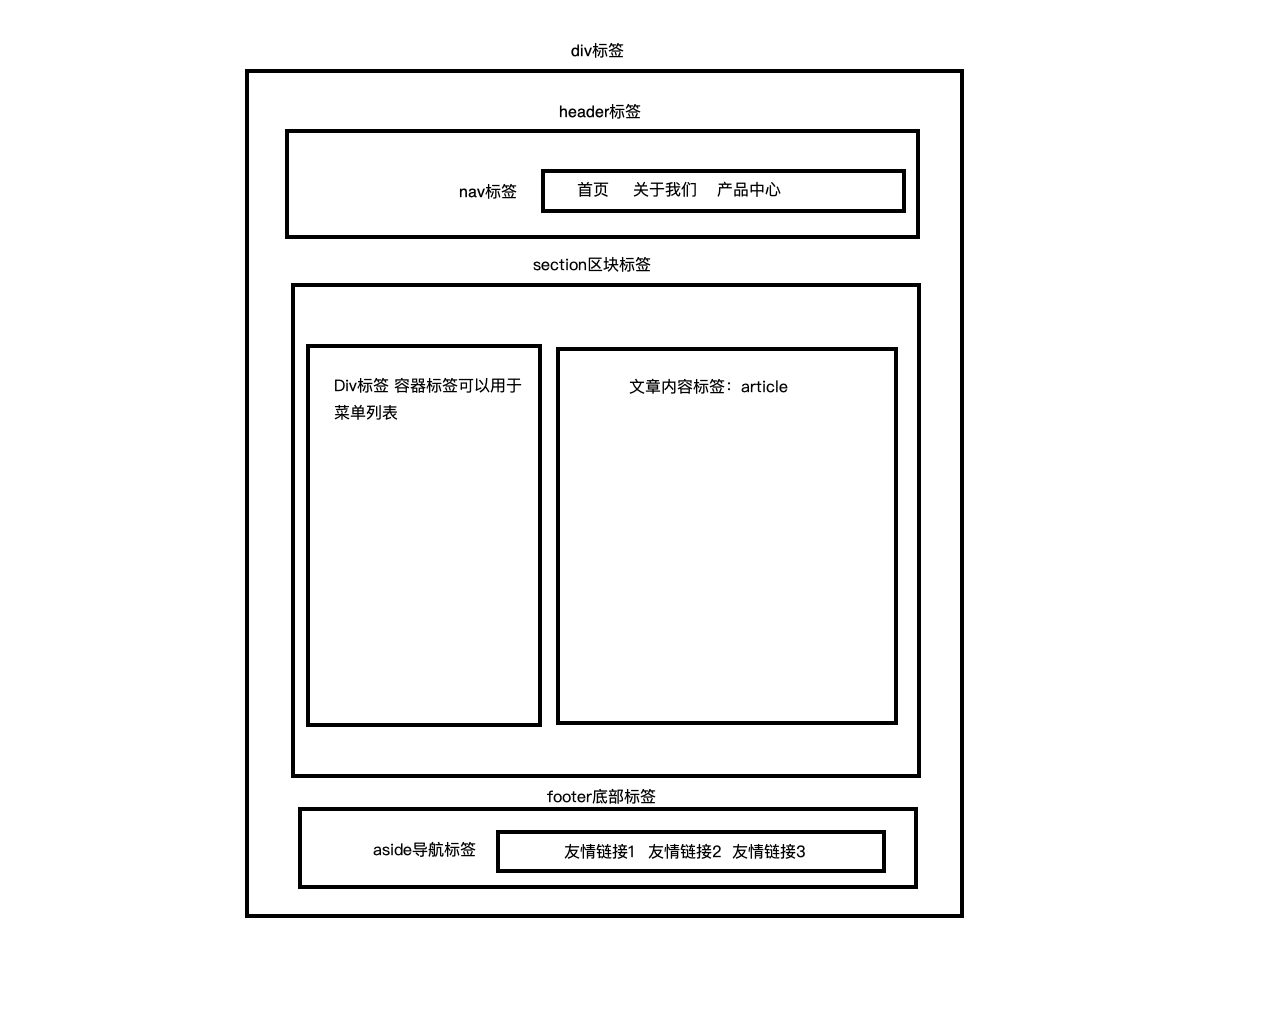 div标签
header标签
nav标签 首页 关于我们 产品中心
section区块标签
Div标签 容器标签可以用于
菜单列表
文章内容标签：article
footer底部标签
aside导航标签 友情链接1 友情链接2 友情链接3